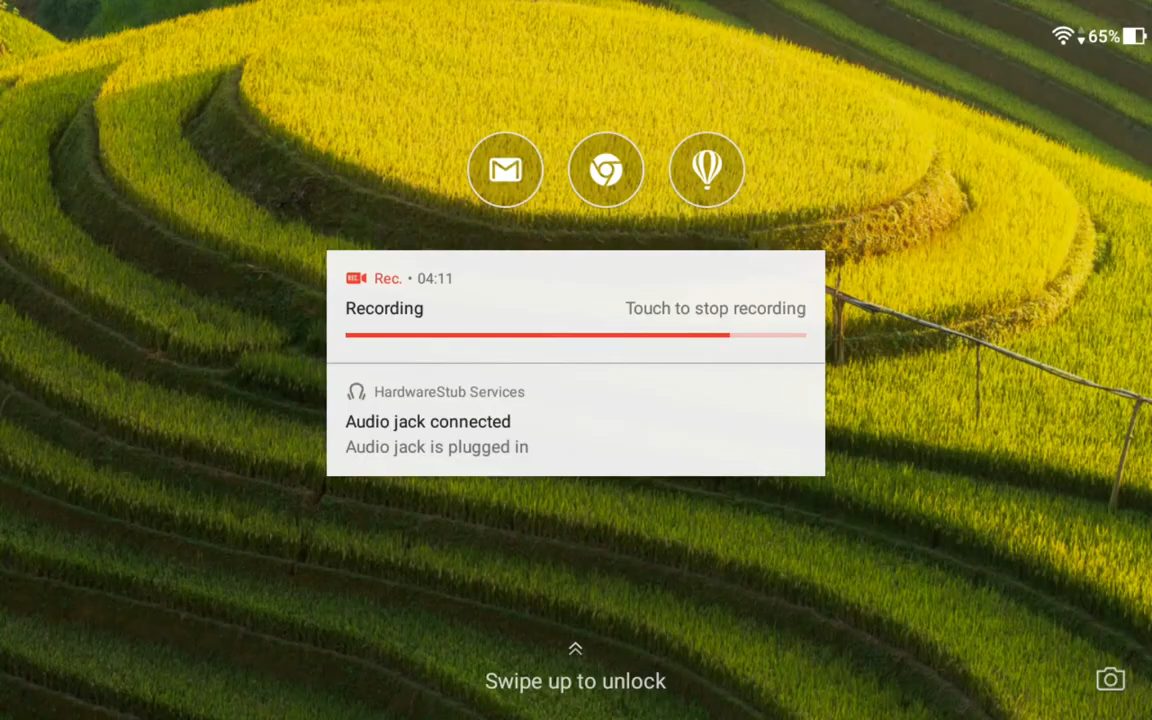 65%
REC
Rec. • 04:11
Recording
Touch to stop recording
HardwareStub Services
Audio jack connected
Audio jack is plugged in
Swipe up to unlock